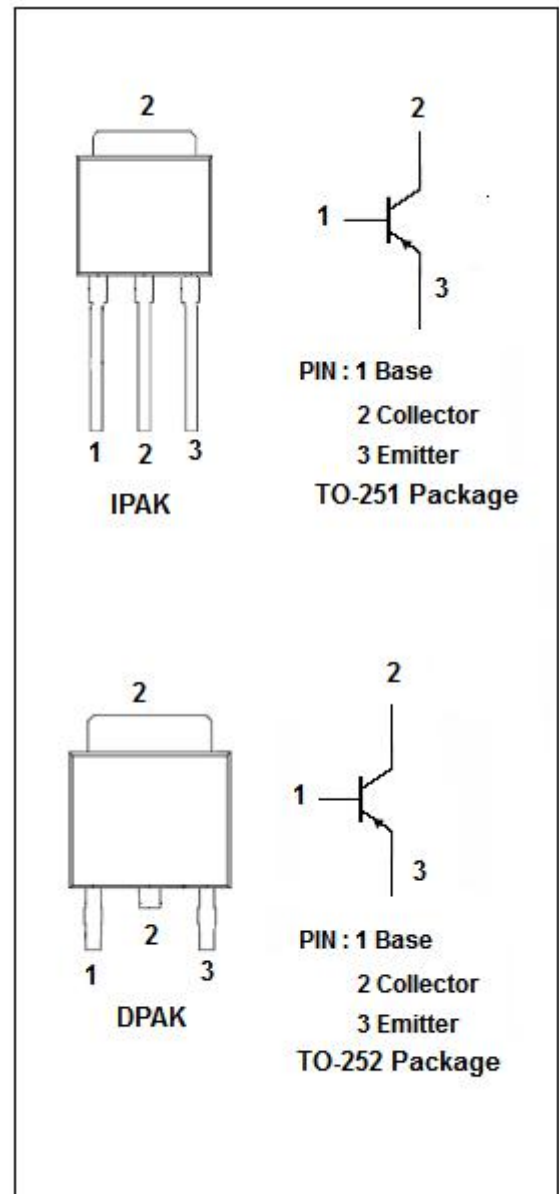 2
2
1
3
PIN : 1 Base
2 Collector
3 Emitter
1 2 3
IPAK
TO-251 Package
2
2
1
3
2
1 3
PIN : 1 Base
2 Collector
3 Emitter
DPAK
TO-252 Package